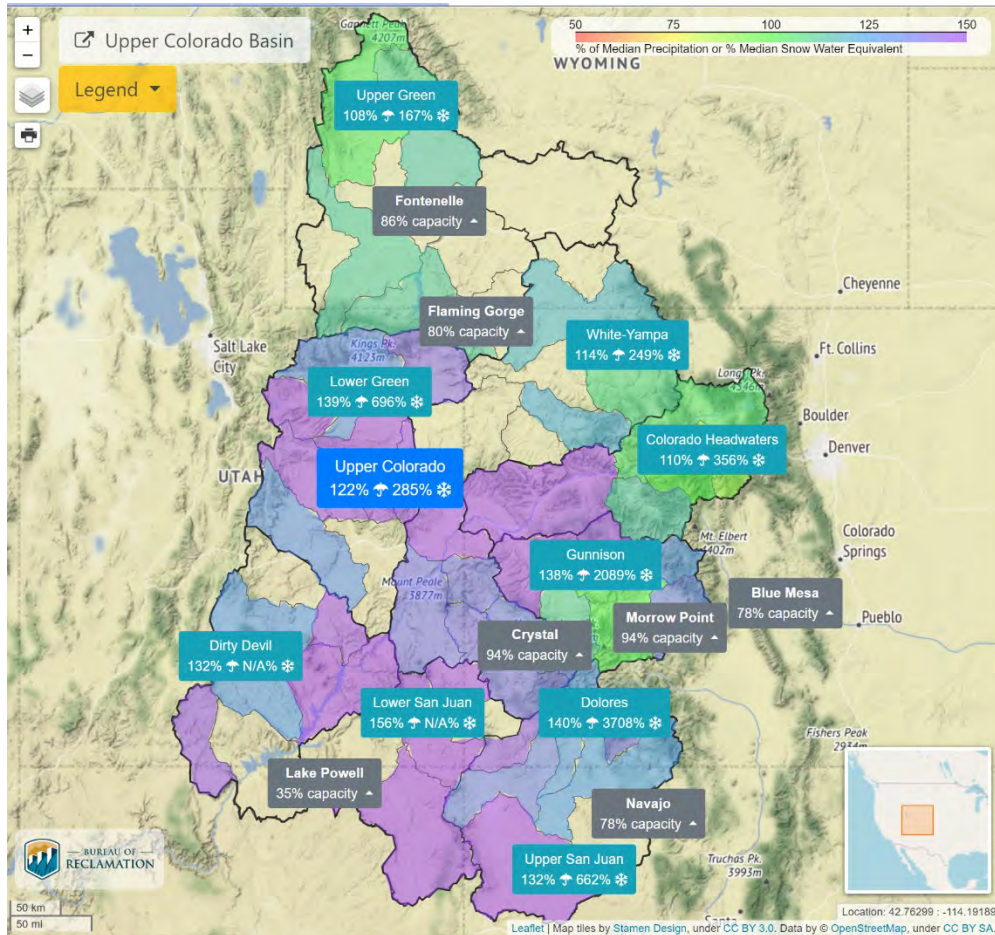 +
−
Upper Colorado Basin
Legend
50 75 100 125 150
% of Median Precipitation or % Median Snow Water Equivalent
WYOMING
Gannett Peak
4207m
Upper Green
108% 167%
Fontenelle
86% capacity
Cheyenne
Flaming Gorge
80% capacity
White-Yampa
114% 249%
Salt Lake
City
Kings Pk.
4123m
Ft. Collins
Lower Green
139% 696%
Boulder
Denver
Colorado Headwaters
110% 356%
UTAH
Upper Colorado
122% 285%
Mt. Elbert
4402m
Colorado
Springs
Gunnison
138% 2089%
Mount Peale
3877m
Blue Mesa
78% capacity
Morrow Point
94% capacity
Pueblo
Crystal
94% capacity
Dirty Devil
132% N/A%
Lower San Juan
156% N/A%
Dolores
140% 3708%
Fishers Peak
2934m
Lake Powell
35% capacity
Navajo
78% capacity
BUREAU OF
RECLAMATION
Upper San Juan
132% 662%
Truchas Pk.
3993m
50 km
50 mi
Location: 42.76299 : -114.19189
Leaflet | Map tiles by Stamen Design, under CC BY 3.0. Data by © OpenStreetMap, under CC BY SA.